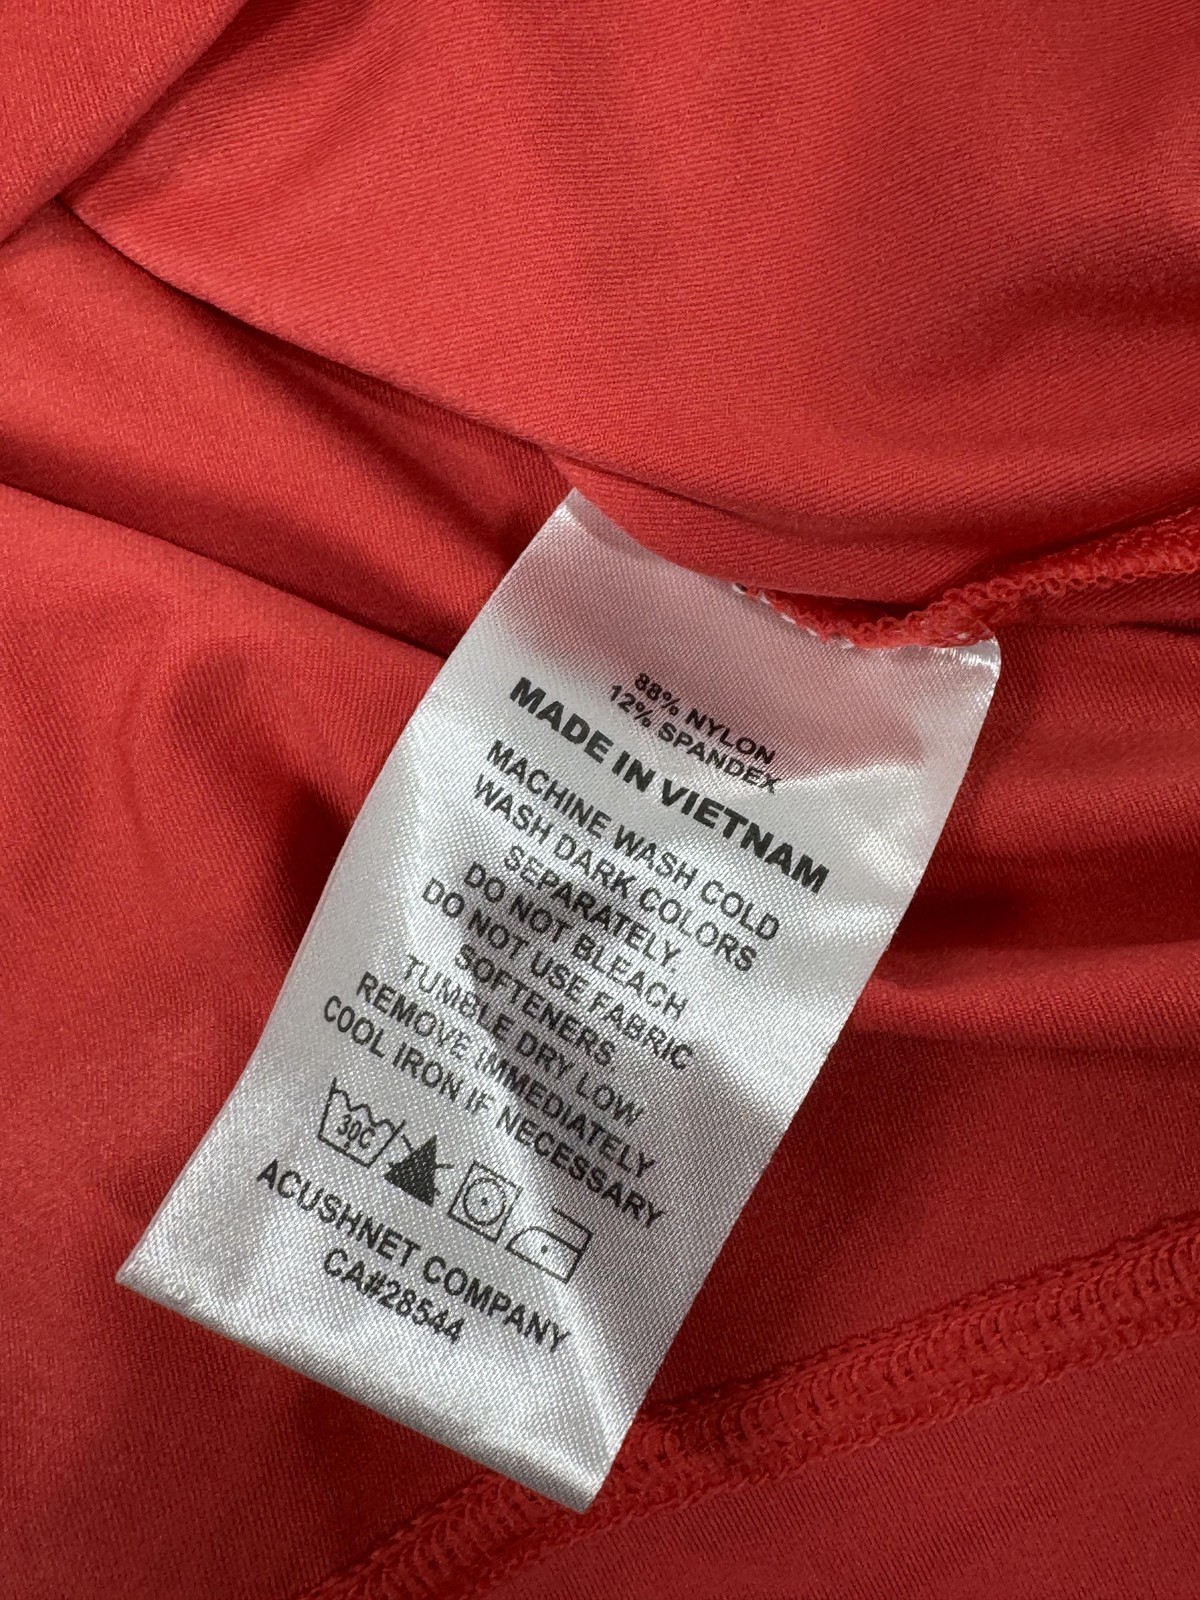 88% NYLON
12% SPANDEX
MADE IN VIETNAM
MACHINE WASH COLD
WASH DARK COLORS
SEPARATELY.
DO NOT BLEACH
DO NOT USE FABRIC
SOFTENERS
TUMBLE DRY LOW
REMOVE IMMEDIATELY
COOL IRON IF NECESSARY
30C
ACUSHNET COMPANY
CA#28544